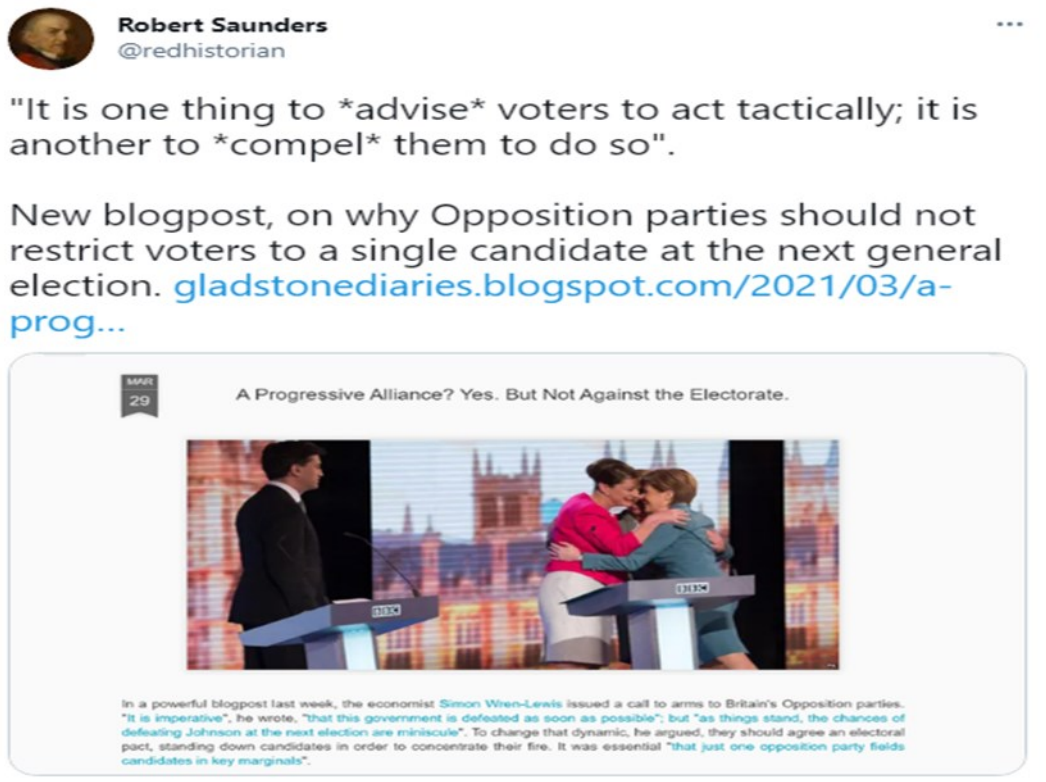 Robert Saunders
@redhistorian
"It is one thing to *advise* voters to act tactically; it is
another to *compel* them to do so".
New blogpost, on why Opposition parties should not
restrict voters to a single candidate at the next general
election. gladstonediaries.blogspot.com/2021/03/a-
prog...
MAR
29
A Progressive Alliance? Yes. But Not Against the Electorate.
BBC
BBC
In a powerful blogpost last week, the economist Simon Wren-Lewis issued a call to arms to Britain's Opposition parties.
"It is imperative", he wrote, "that this government is defeated as soon as possible"; but "as things stand, the chances of
defeating Johnson at the next election are miniscule". To change that dynamic, he argued, they should agree an electoral
pact, standing down candidates in order to concentrate their fire. It was essential "that just one opposition party fields
candidates in key marginals".